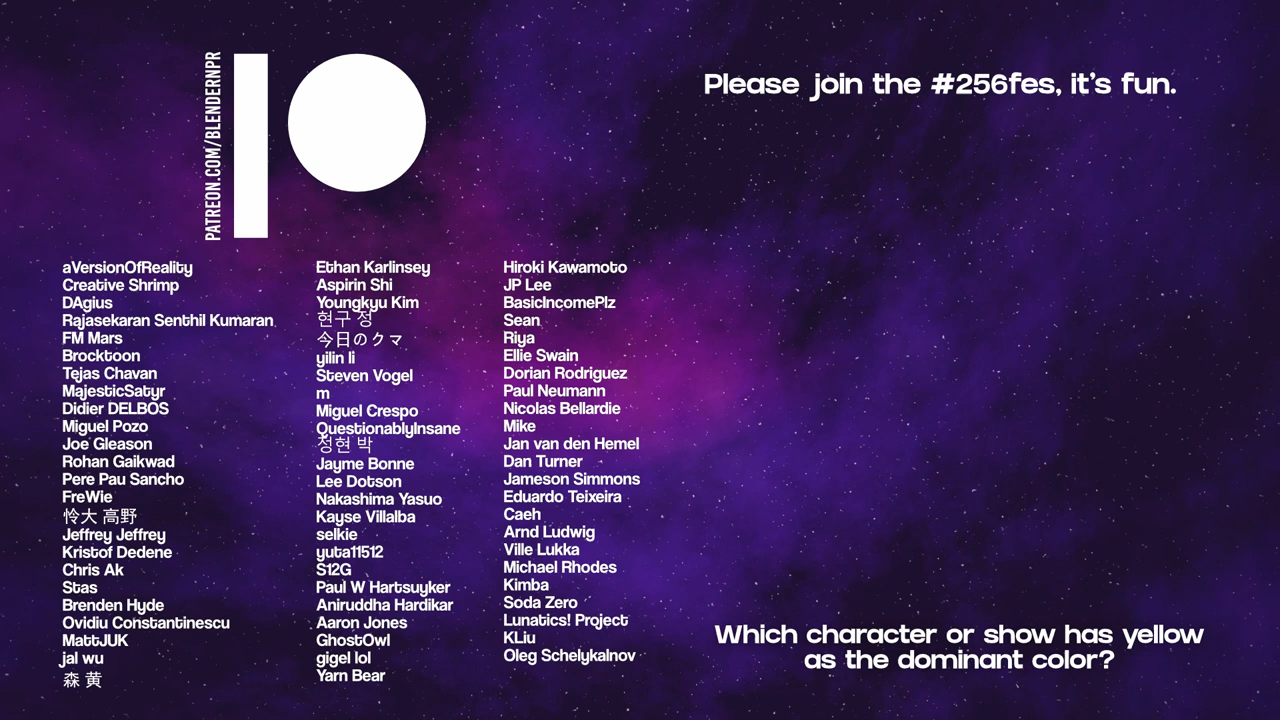 PATREON.COM/BLENDERNPR
Please join the #256fes, it's fun.
aVersionOfReality
Creative Shrimp
DAgius
Rajasekaran Senthil Kumaran
FM Mars
Brocktoon
Tejas Chavan
MajesticSatyr
Didier DELBOS
Miguel Pozo
Joe Gleason
Rohan Gaikwad
Pere Pau Sancho
FreWie
怜大 高野
Jeffrey Jeffrey
Kristof Dedene
Chris Ak
Stas
Brenden Hyde
Ovidiu Constantinescu
MattJUK
jal wu
森 黄
Ethan Karlinsey
Aspirin Shi
Youngkyu Kim
현구 정
今日のクマ
yilin li
Steven Vogel
m
Miguel Crespo
QuestionablyInsane
정현 박
Jayme Bonne
Lee Dotson
Nakashima Yasuo
Kayse Villalba
selkie
yuta11512
S12G
Paul W Hartsuyker
Aniruddha Hardikar
Aaron Jones
GhostOwl
gigel lol
Yarn Bear
Hiroki Kawamoto
JP Lee
BasicIncomePlz
Sean
Riya
Ellie Swain
Dorian Rodriguez
Paul Neumann
Nicolas Bellardie
Mike
Jan van den Hemel
Dan Turner
Jameson Simmons
Eduardo Teixeira
Caeh
Arnd Ludwig
Ville Lukka
Michael Rhodes
Kimba
Soda Zero
Lunatics! Project
KLiu
Oleg Schelykalnov
Which character or show has yellow
as the dominant color?